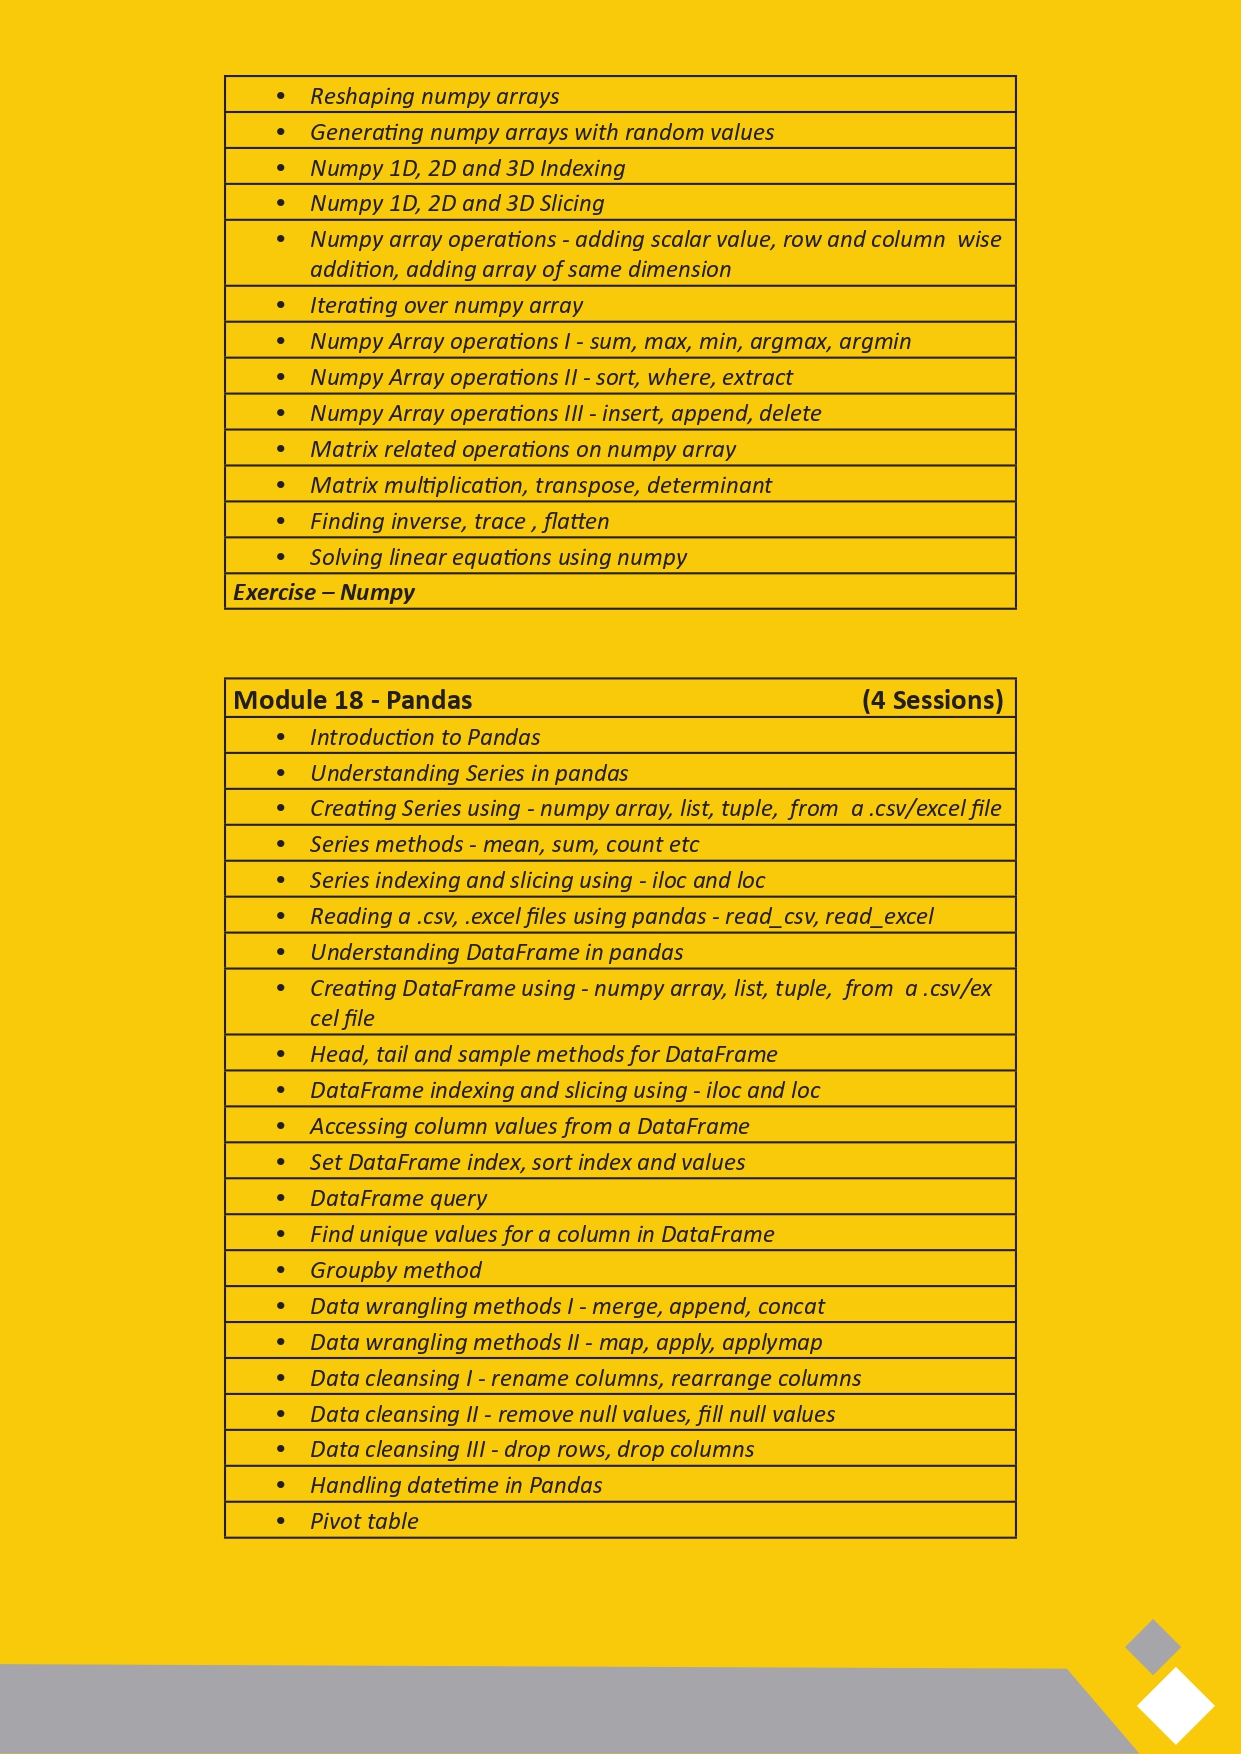 • Reshaping numpy arrays
• Generating numpy arrays with random values
• Numpy 1D, 2D and 3D Indexing
• Numpy 1D, 2D and 3D Slicing
• Numpy array operations - adding scalar value, row and column  wise
addition, adding array of same dimension
• Iterating over numpy array
• Numpy Array operations I - sum, max, min, argmax, argmin
• Numpy Array operations II - sort, where, extract
• Numpy Array operations III - insert, append, delete
• Matrix related operations on numpy array
• Matrix multiplication, transpose, determinant
• Finding inverse, trace , flatten
• Solving linear equations using numpy
Exercise – Numpy
Module 18 - Pandas (4 Sessions)
• Introduction to Pandas
• Understanding Series in pandas
• Creating Series using - numpy array, list, tuple,  from  a .csv/excel file
• Series methods - mean, sum, count etc
• Series indexing and slicing using - iloc and loc
• Reading a .csv, .excel files using pandas - read_csv, read_excel
• Understanding DataFrame in pandas
• Creating DataFrame using - numpy array, list, tuple,  from  a .csv/ex
cel file
• Head, tail and sample methods for DataFrame
• DataFrame indexing and slicing using - iloc and loc
• Accessing column values from a DataFrame
• Set DataFrame index, sort index and values
• DataFrame query
• Find unique values for a column in DataFrame
• Groupby method
• Data wrangling methods I - merge, append, concat
• Data wrangling methods II - map, apply, applymap
• Data cleansing I - rename columns, rearrange columns
• Data cleansing II - remove null values, fill null values
• Data cleansing III - drop rows, drop columns
• Handling datetime in Pandas
• Pivot table